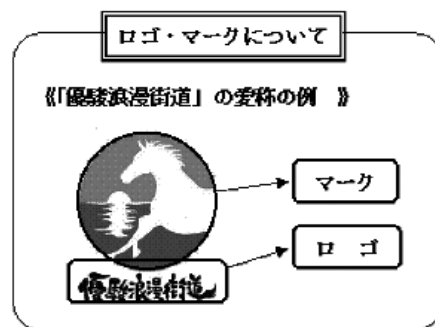 ロゴ・マークについて
《「優駿浪漫街道」の愛称の例　》
マーク
ロ　ゴ
優駿浪漫街道